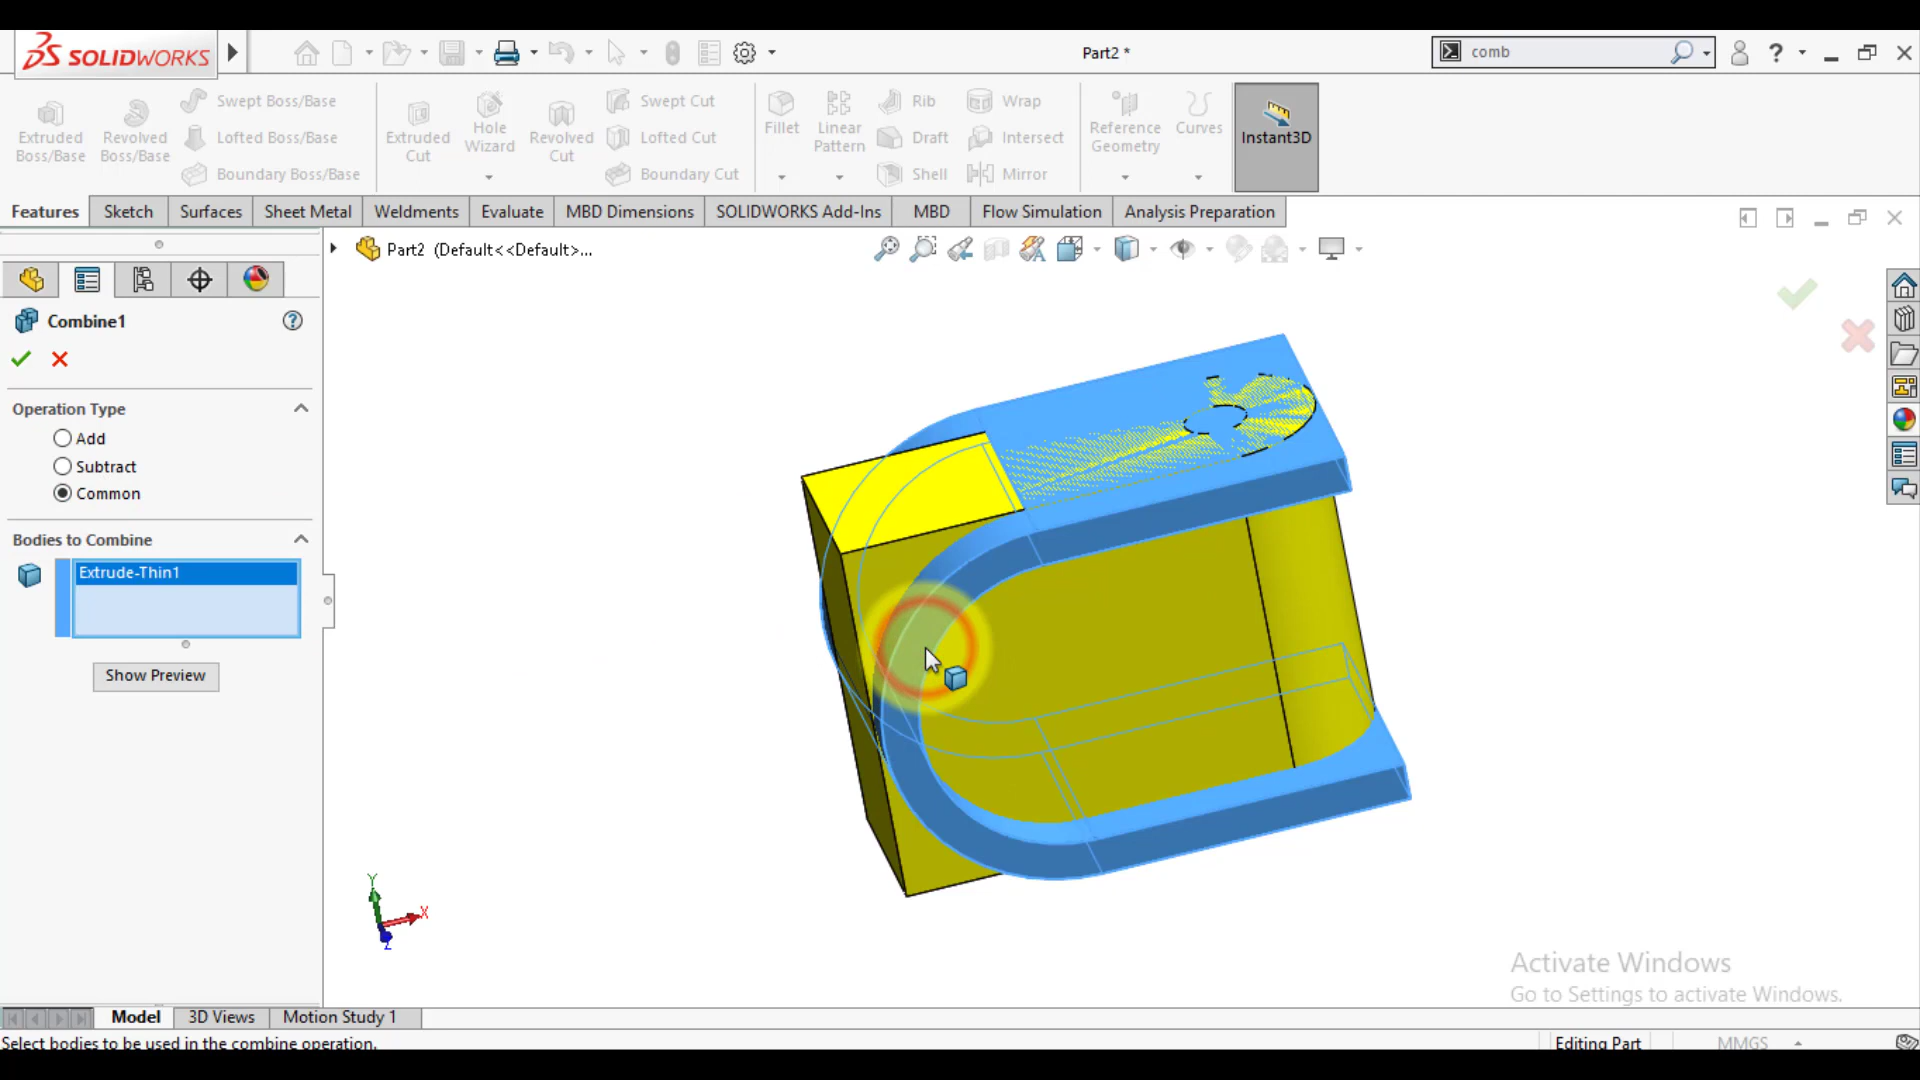 SOLIDWORKS
Part2 *
comb
Extruded Boss/Base
Revolved Boss/Base
Swept Boss/Base
Lofted Boss/Base
Boundary Boss/Base
Extruded Cut
Hole Wizard
Revolved Cut
Swept Cut
Lofted Cut
Boundary Cut
Fillet
Linear Pattern
Rib
Draft
Shell
Wrap
Intersect
Mirror
Reference Geometry
Curves
Instant3D
Features
Sketch
Surfaces
Sheet Metal
Weldments
Evaluate
MBD Dimensions
SOLIDWORKS Add-Ins
MBD
Flow Simulation
Analysis Preparation
Part2 (Default<<Default>...
Combine1
Operation Type
Add
Subtract
Common
Bodies to Combine
Extrude-Thin1
Show Preview
Y
X
Z
Activate Windows
Go to Settings to activate Windows.
Model
3D Views
Motion Study 1
Select bodies to be used in the combine operation.
Editing Part
MMGS